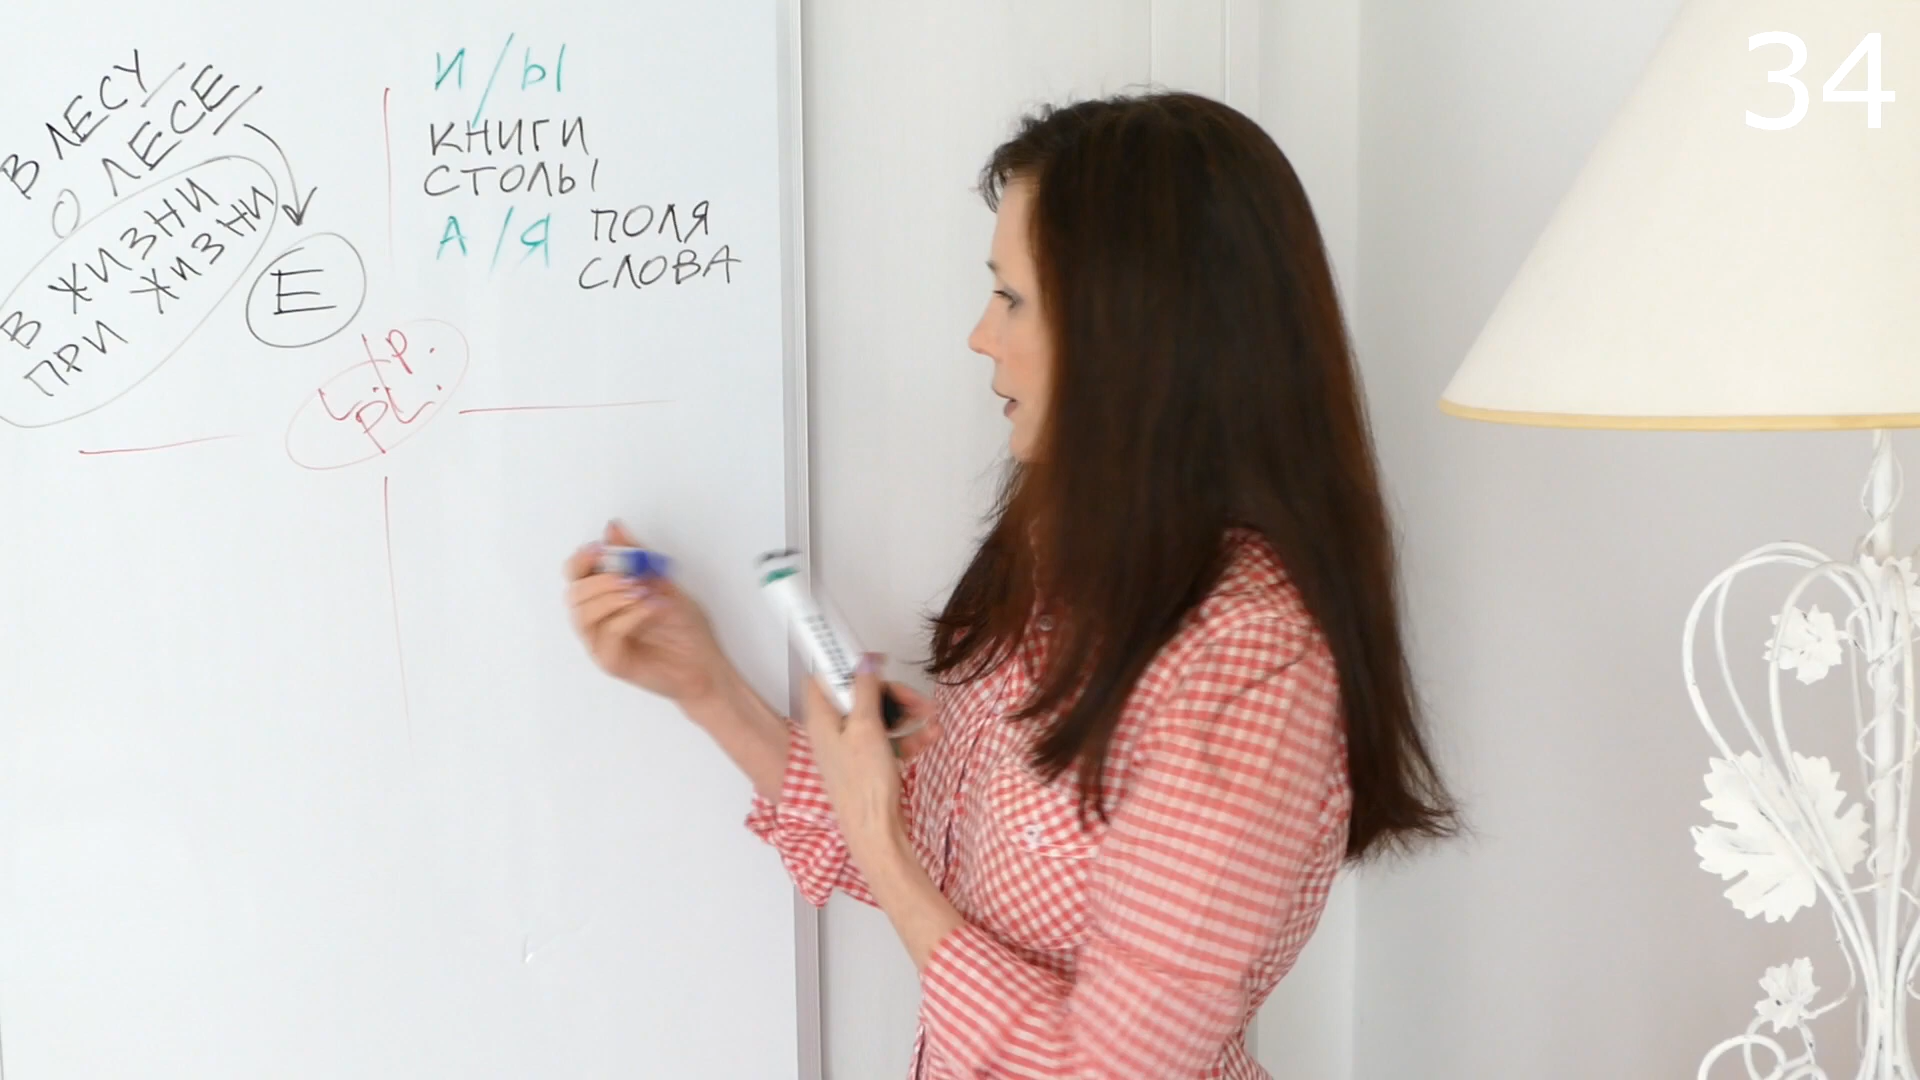 В ЛЕСУ
О ЛЕСЕ
В ЖИЗНИ
ПРИ ЖИЗНИ
Е
И/Ы
КНИГИ
СТОЛЫ
А/Я ПОЛЯ
СЛОВА
34